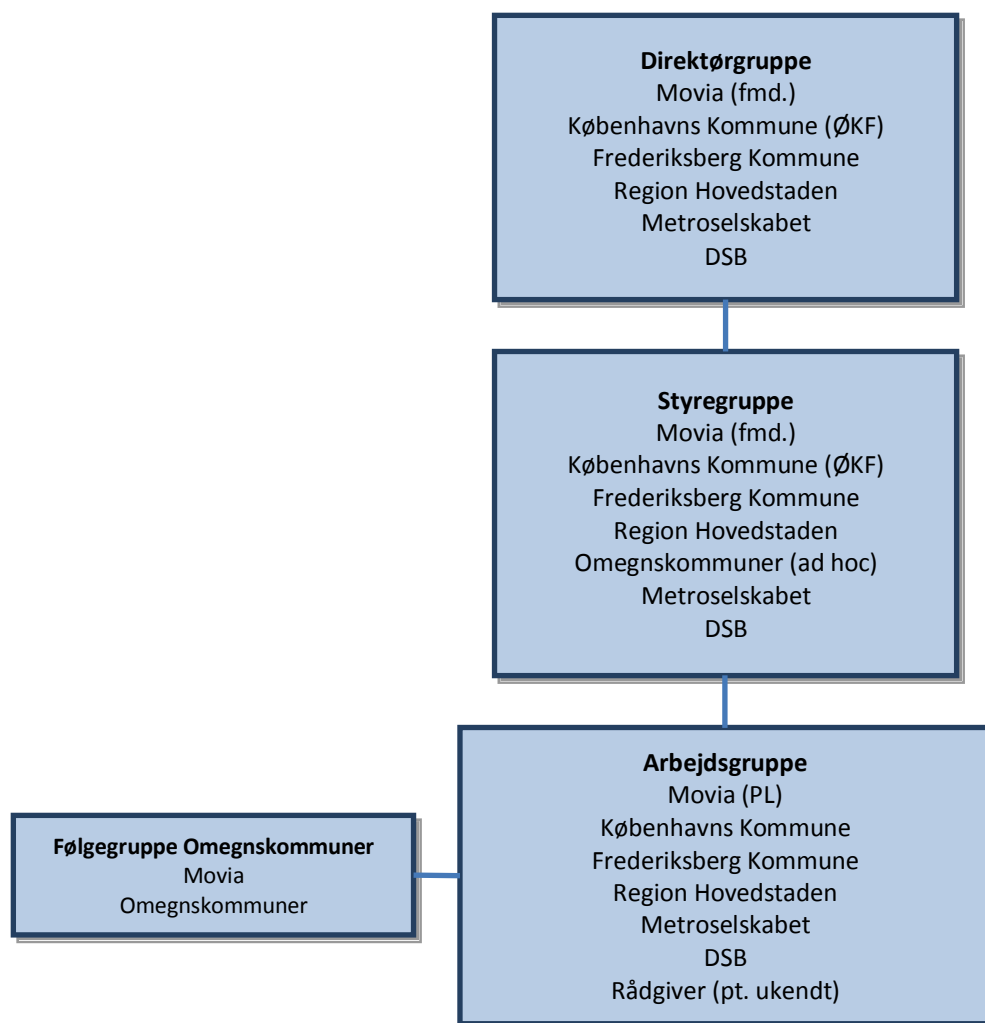 Direktørgruppe
Movia (fmd.)
Københavns Kommune (ØKF)
Frederiksberg Kommune
Region Hovedstaden
Metroselskabet
DSB
Styregruppe
Movia (fmd.)
Københavns Kommune (ØKF)
Frederiksberg Kommune
Region Hovedstaden
Omegnskommuner (ad hoc)
Metroselskabet
DSB
Arbejdsgruppe
Movia (PL)
Københavns Kommune
Frederiksberg Kommune
Region Hovedstaden
Metroselskabet
DSB
Rådgiver (pt. ukendt)
Følgegruppe Omegnskommuner
Movia
Omegnskommuner